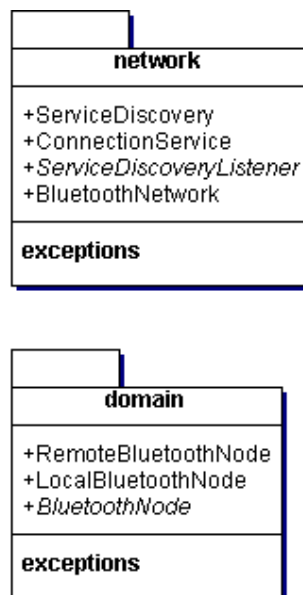 network
+ServiceDiscovery
+ConnectionService
+ServiceDiscoveryListener
+BluetoothNetwork
exceptions
domain
+RemoteBluetoothNode
+LocalBluetoothNode
+BluetoothNode
exceptions